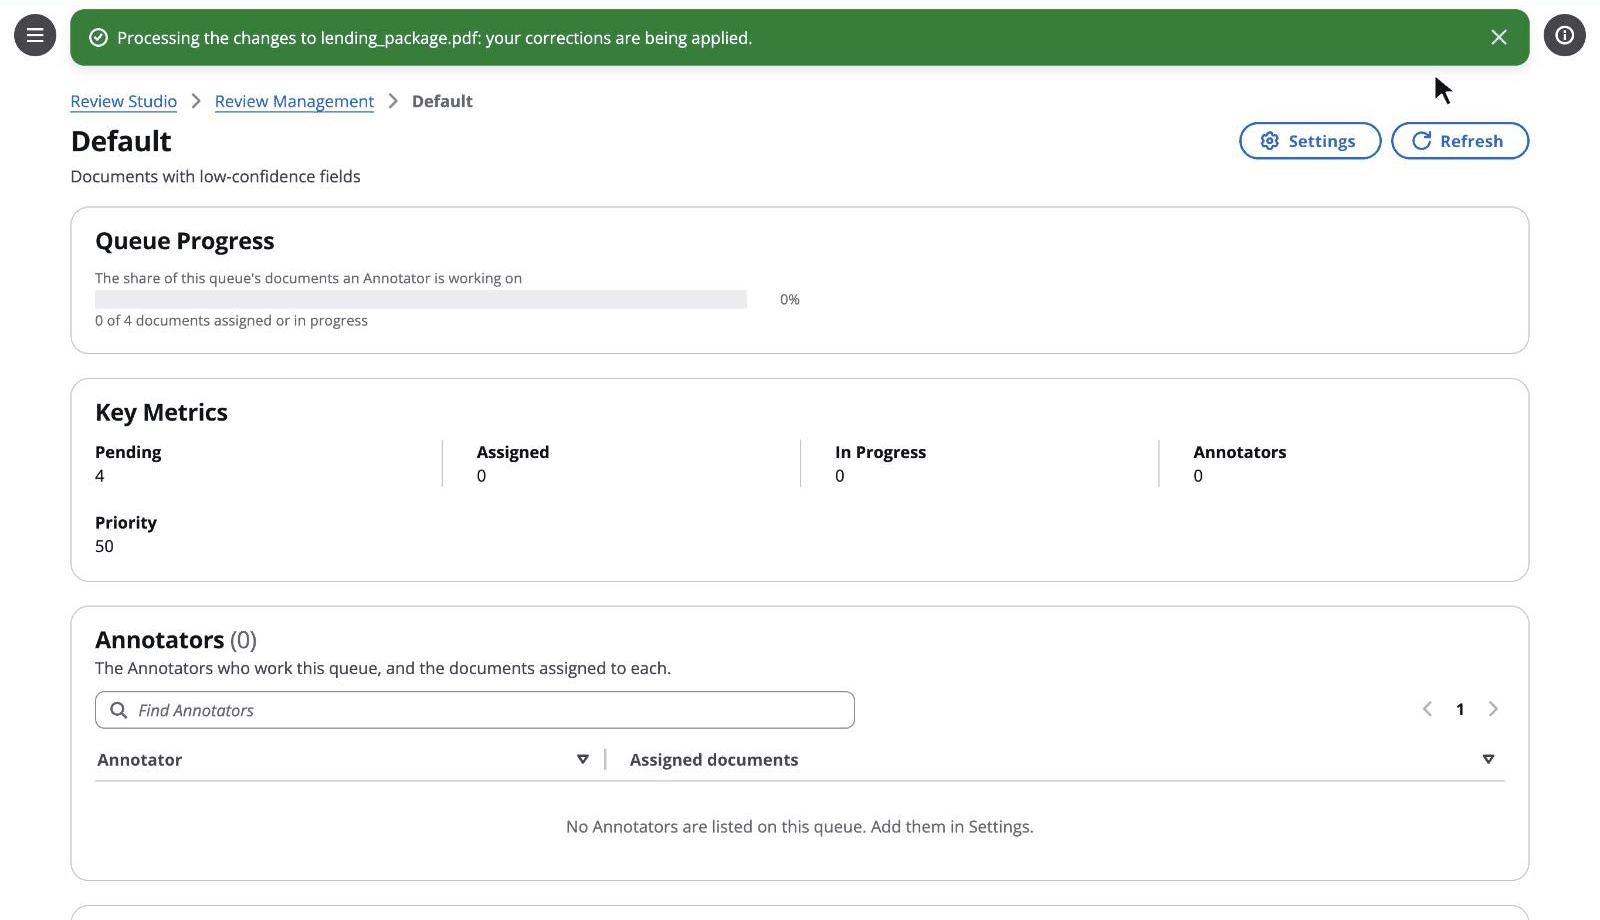 Processing the changes to lending_package.pdf: your corrections are being applied.
Review Studio > Review Management > Default
Default
Settings
Refresh
Documents with low-confidence fields
Queue Progress
The share of this queue's documents an Annotator is working on
0%
0 of 4 documents assigned or in progress
Key Metrics
Pending
4
Assigned
0
In Progress
0
Annotators
0
Priority
50
Annotators (0)
The Annotators who work this queue, and the documents assigned to each.
Find Annotators
1
Annotator
Assigned documents
No Annotators are listed on this queue. Add them in Settings.